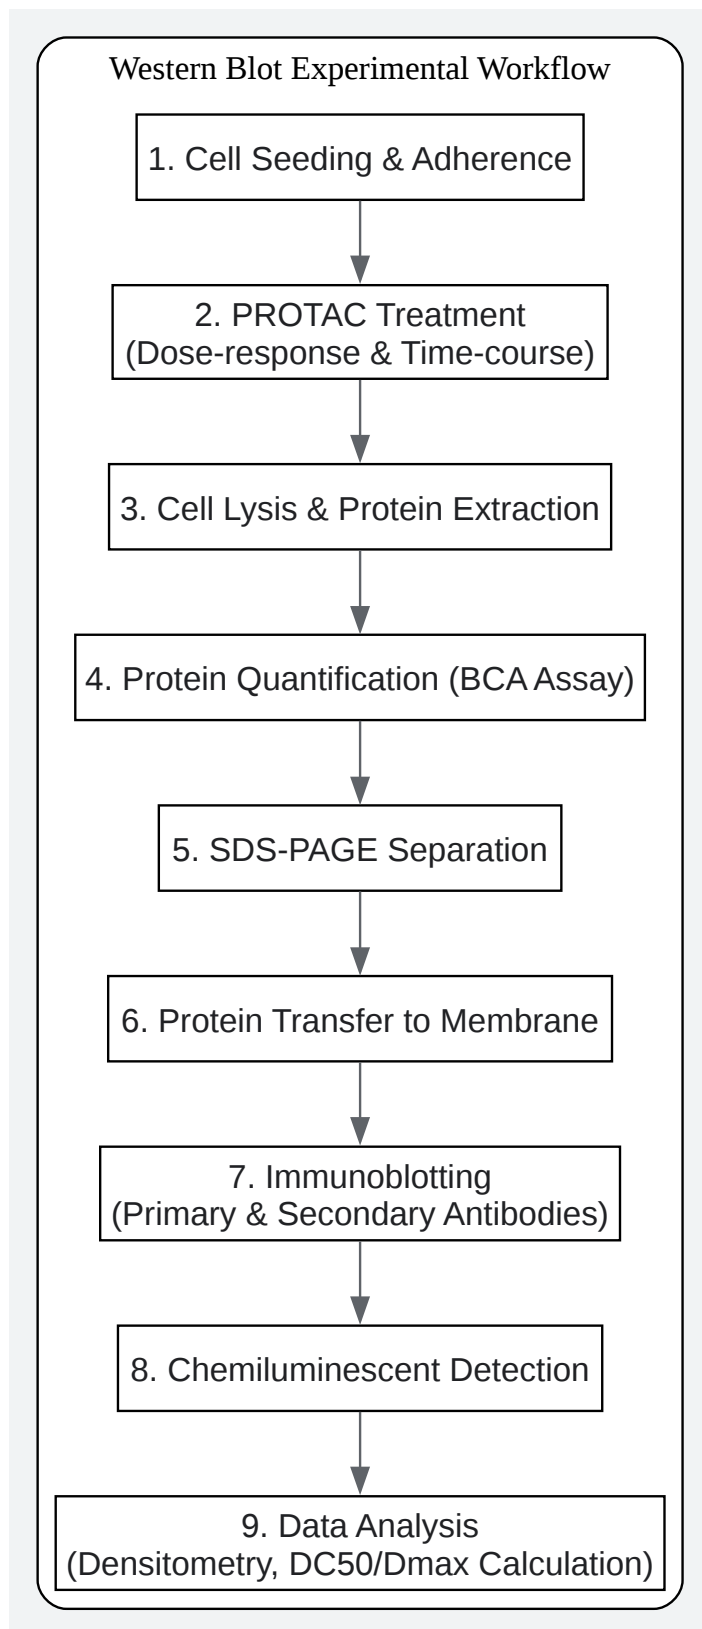 Western Blot Experimental Workflow
1. Cell Seeding & Adherence
2. PROTAC Treatment
(Dose-response & Time-course)
3. Cell Lysis & Protein Extraction
4. Protein Quantification (BCA Assay)
5. SDS-PAGE Separation
6. Protein Transfer to Membrane
7. Immunoblotting
(Primary & Secondary Antibodies)
8. Chemiluminescent Detection
9. Data Analysis
(Densitometry, DC50/Dmax Calculation)